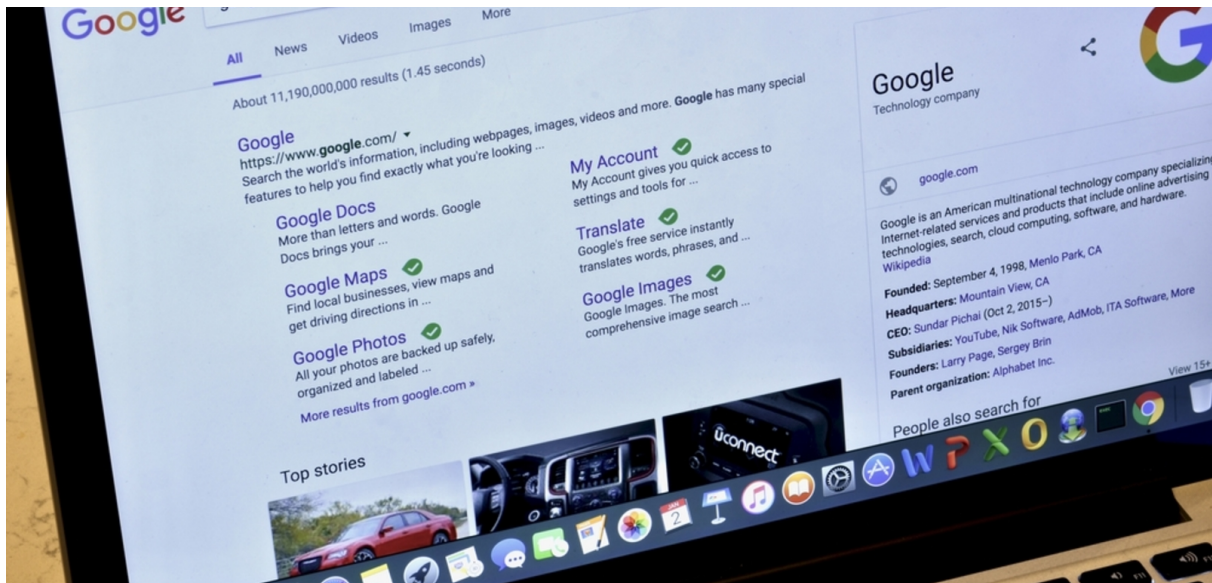 Google
All
News
Videos
Images
More
About 11,190,000,000 results (1.45 seconds)
Google
https://www.google.com/
Search the world's information, including webpages, images, videos and more. Google has many special
features to help you find exactly what you're looking ...
Google Docs
More than letters and words. Google
Docs brings your ...
Google Maps
Find local businesses, view maps and
get driving directions in ...
Google Photos
All your photos are backed up safely,
organized and labeled ...
More results from google.com »
My Account
My Account gives you quick access to
settings and tools for ...
Translate
Google's free service instantly
translates words, phrases, and ...
Google Images
Google Images. The most
comprehensive image search ...
Top stories
uconnect
Google
Technology company
google.com
Google is an American multinational technology company specializing
Internet-related services and products that include online advertising
technologies, search, cloud computing, software, and hardware.
Wikipedia
Founded: September 4, 1998, Menlo Park, CA
Headquarters: Mountain View, CA
CEO: Sundar Pichai (Oct 2, 2015–)
Subsidiaries: YouTube, Nik Software, AdMob, ITA Software, More
Founders: Larry Page, Sergey Brin
Parent organization: Alphabet Inc.
View 15+
People also search for
2
W
P
X
O
F11